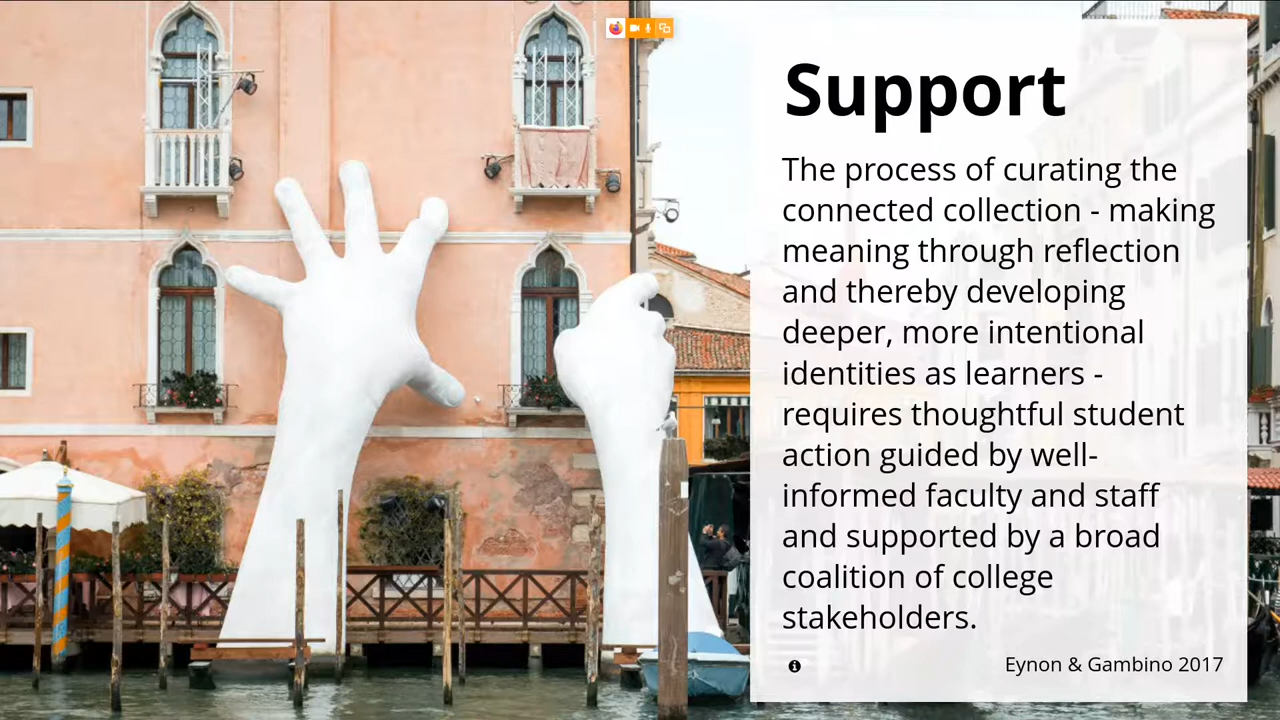 Support
The process of curating the
connected collection - making
meaning through reflection
and thereby developing
deeper, more intentional
identities as learners -
requires thoughtful student
action guided by well-
informed faculty and staff
and supported by a broad
coalition of college
stakeholders.
Eynon & Gambino 2017